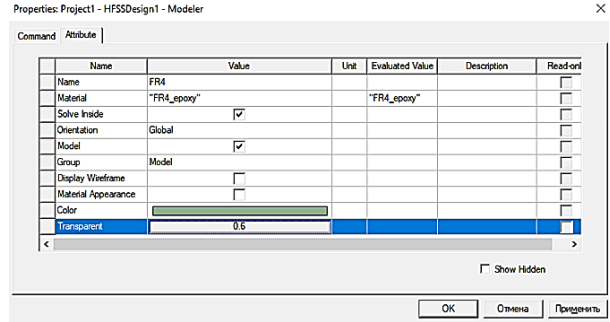 Properties: Project1 - HFSSDesign1 - Modeler
Command Attribute
Name Value Unit Evaluated Value Description Read-onl
Name FR4
Material "FR4_epoxy" "FR4_epoxy"
Solve Inside
Orientation Global
Model
Group Model
Display Wireframe
Material Appearance
Color
Transparent 0.6
Show Hidden
OK Отмена Применить